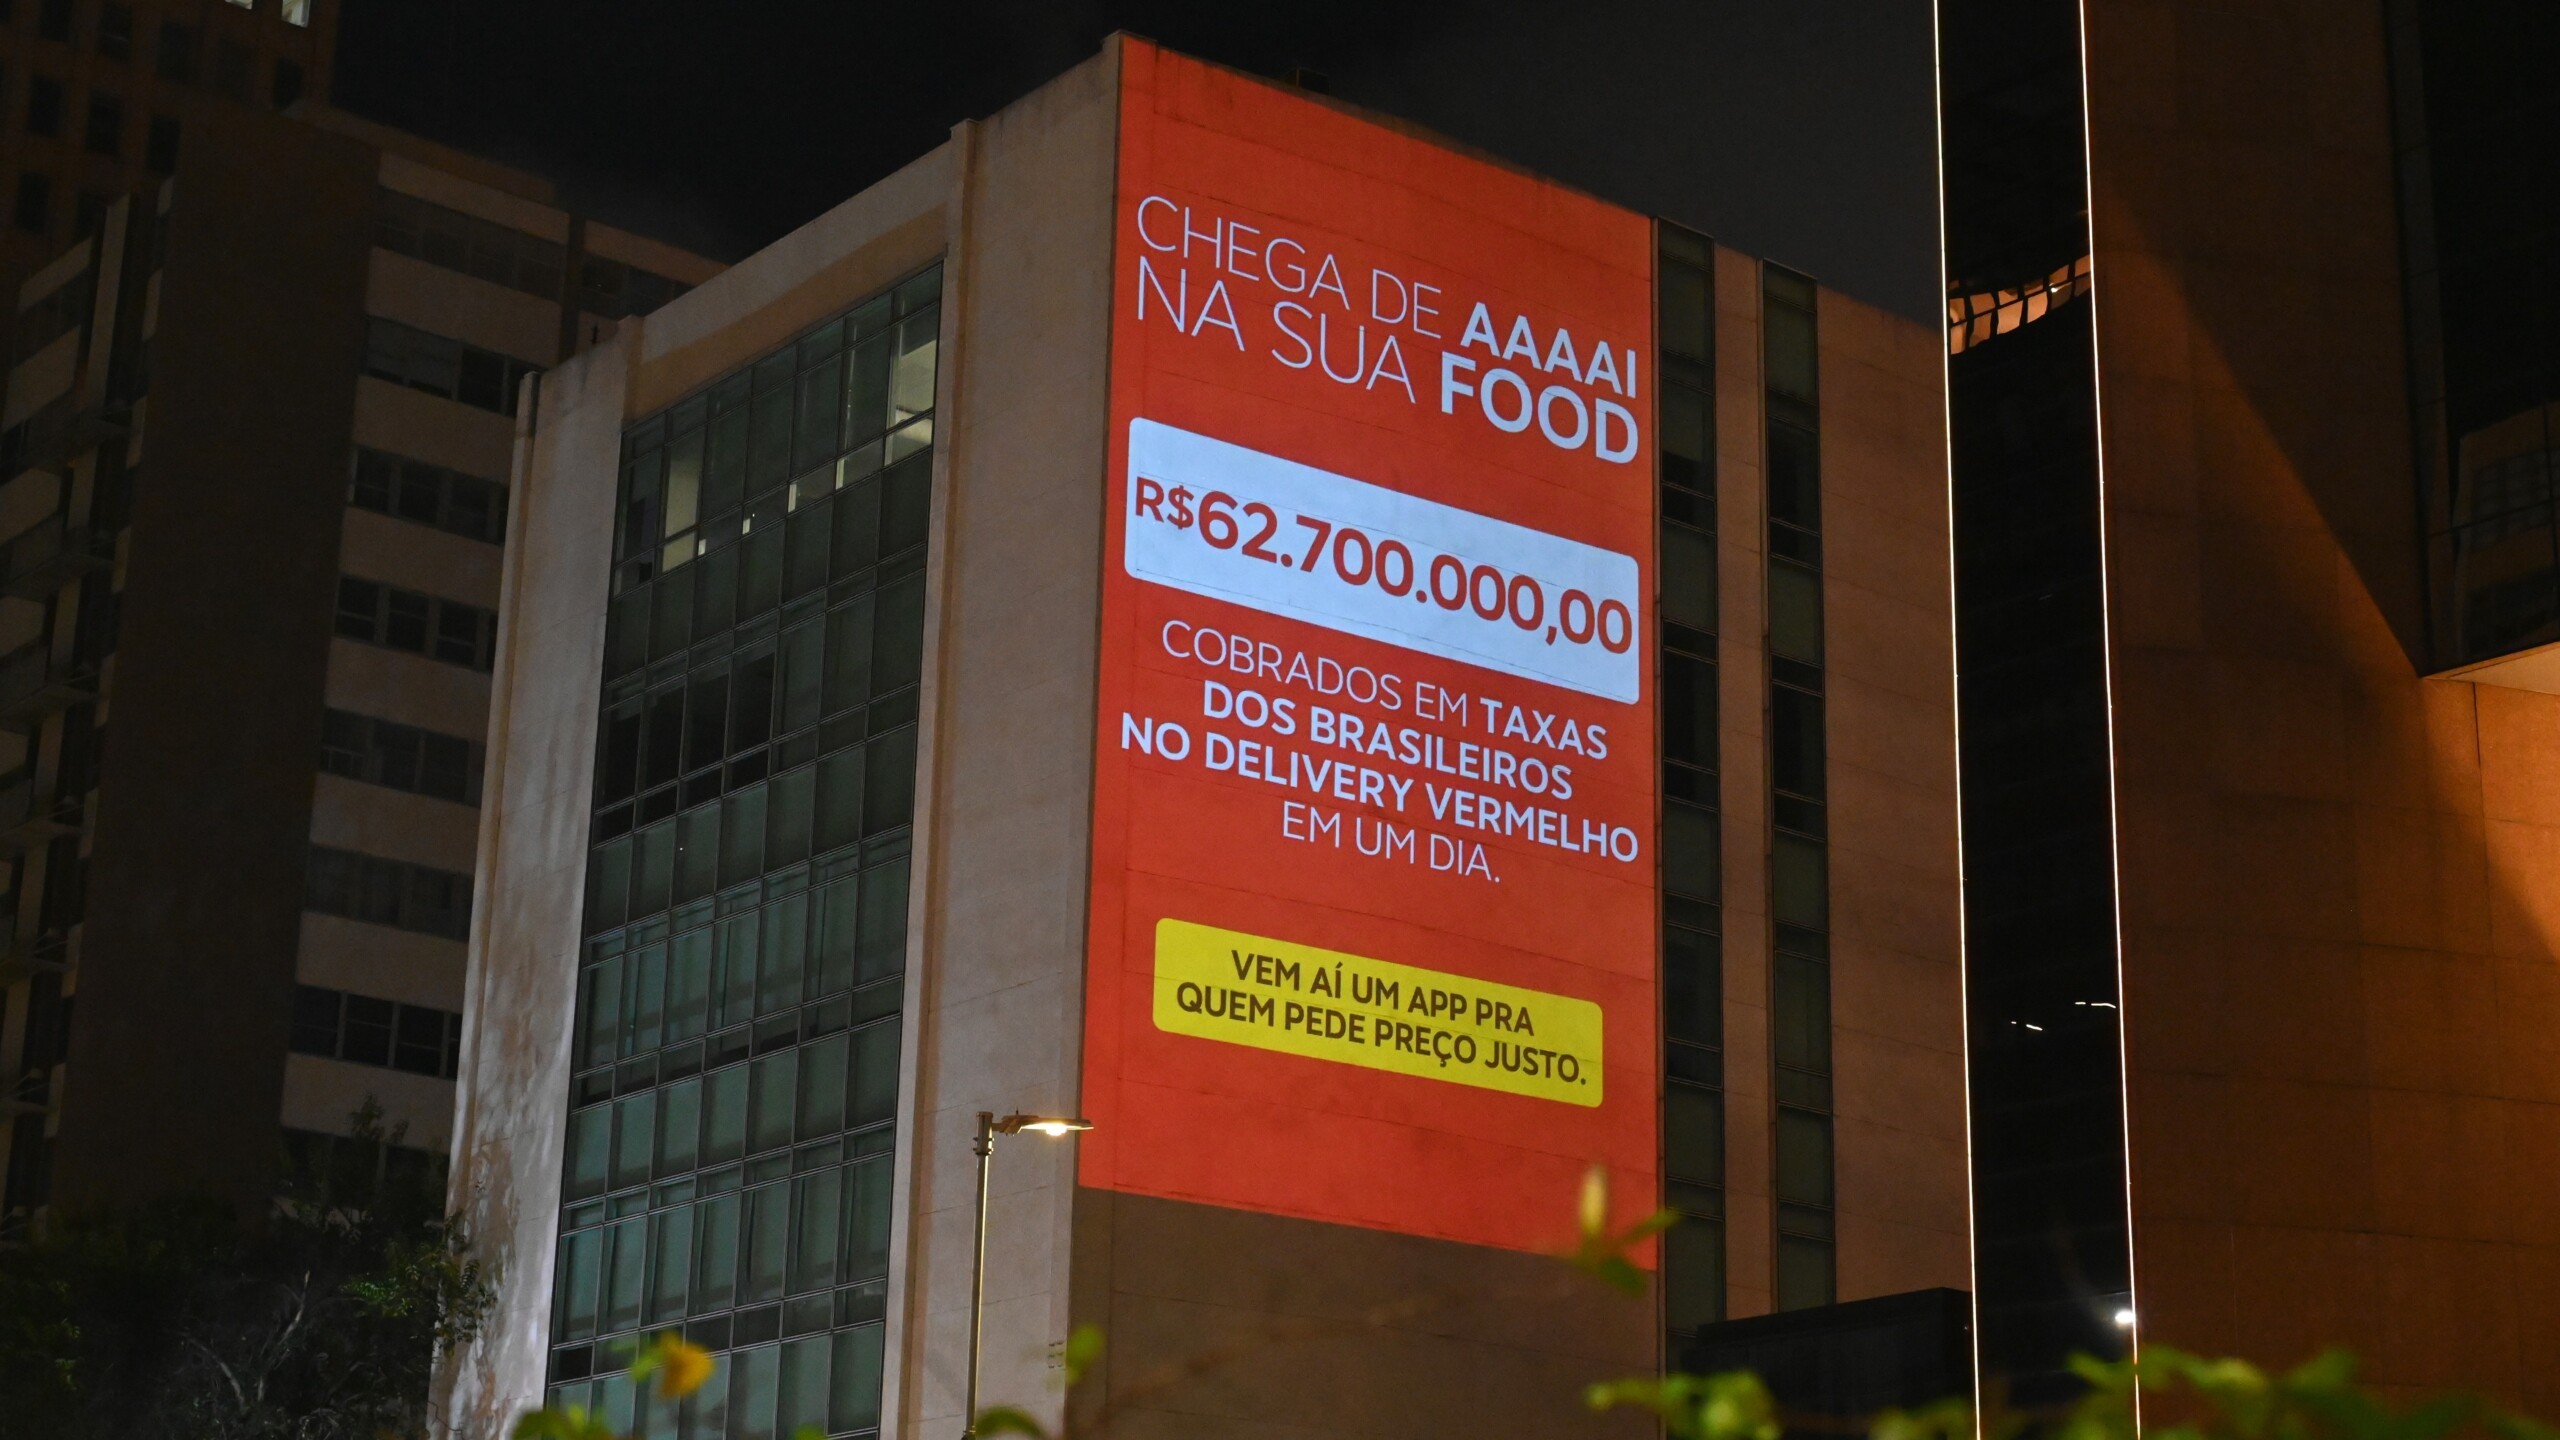 CHEGA DE AAAAI
NA SUA FOOD
R$62.700.000,00
COBRADOS EM TAXAS
DOS BRASILEIROS
NO DELIVERY VERMELHO
EM UM DIA.
VEM AÍ UM APP PRA
QUEM PEDE PREÇO JUSTO.